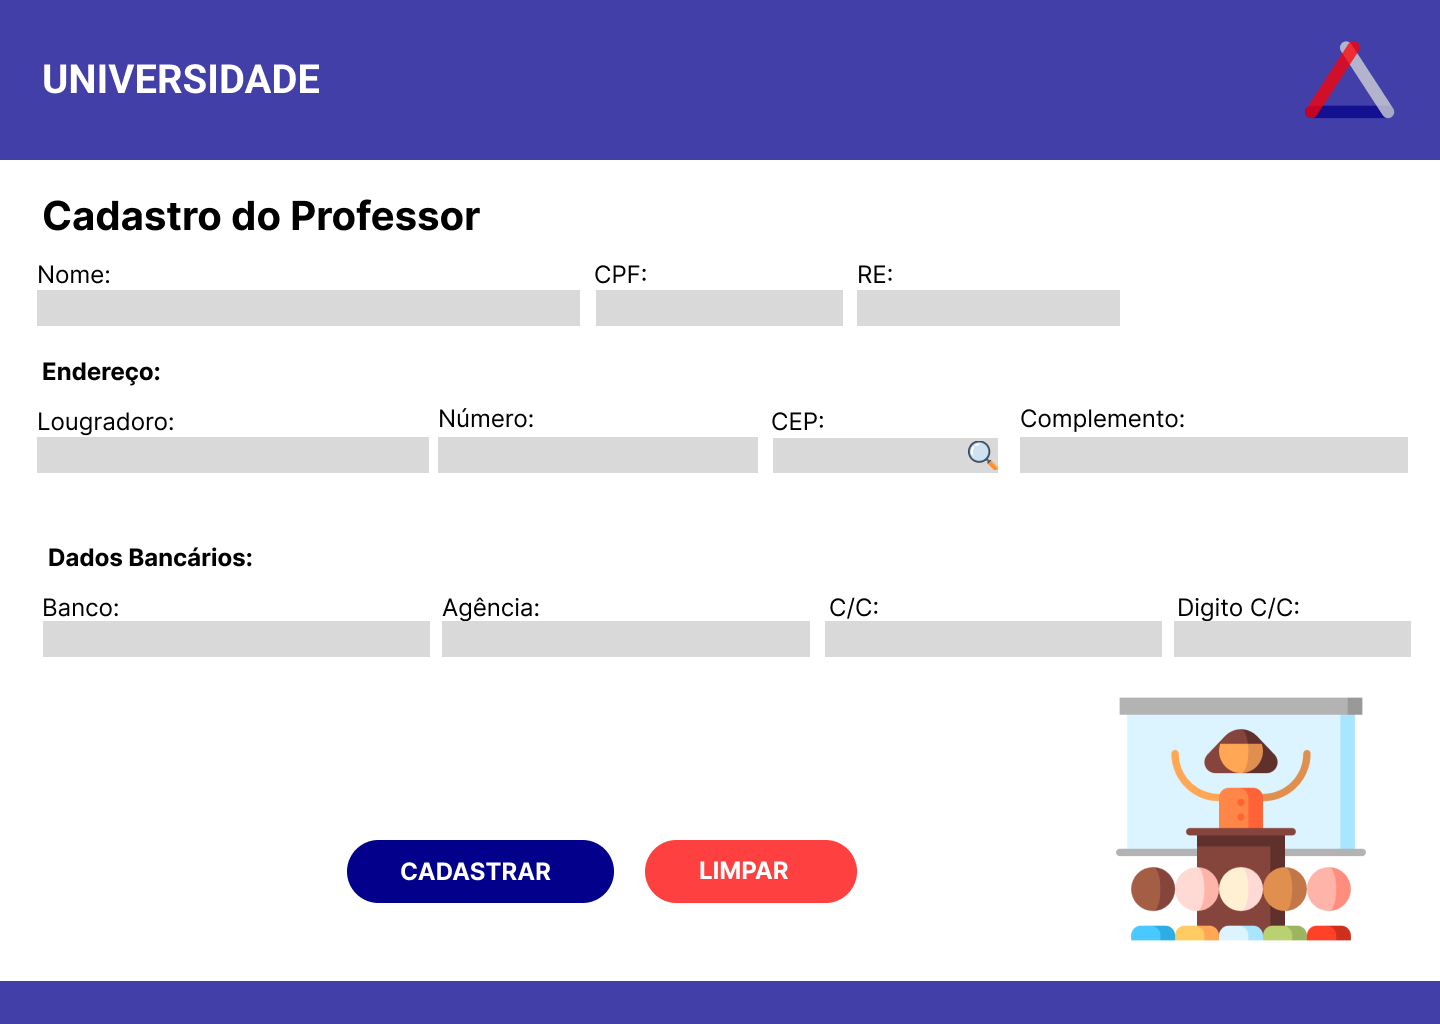 UNIVERSIDADE
Cadastro do Professor
Nome: CPF: RE:
Endereço:
Lougradoro: Número: CEP: Complemento:
Dados Bancários:
Banco: Agência: C/C: Digito C/C:
CADASTRAR LIMPAR